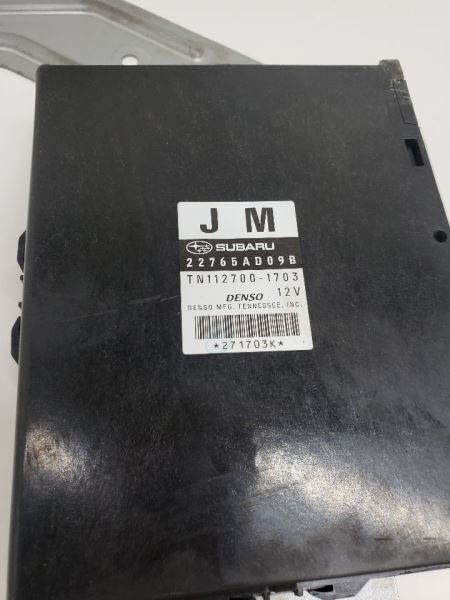 J M
SUBARU
22765AD09B
TN112700-1703
DENSO 12V
DENSO MFG. TENNESSEE, INC.
*271703K*